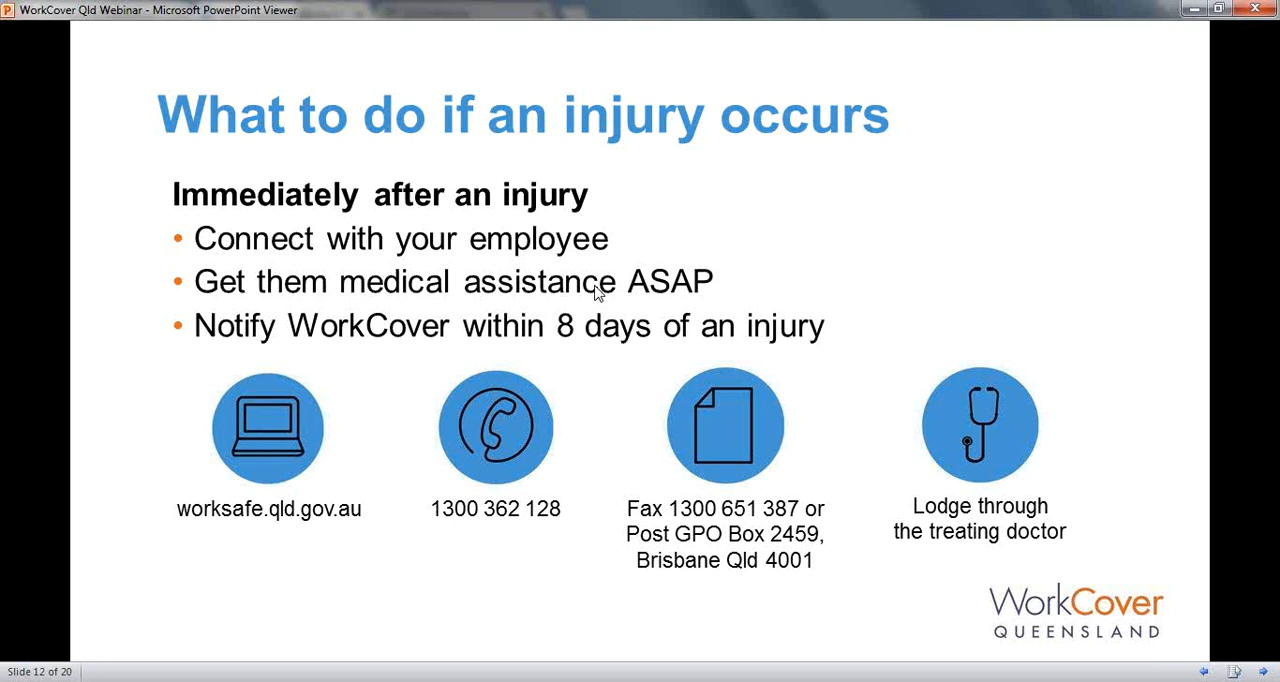 WorkCover Qld Webinar - Microsoft PowerPoint Viewer
What to do if an injury occurs
Immediately after an injury
• Connect with your employee
• Get them medical assistance ASAP
• Notify WorkCover within 8 days of an injury
worksafe.qld.gov.au
1300 362 128
Fax 1300 651 387 or
Post GPO Box 2459,
Brisbane Qld 4001
Lodge through
the treating doctor
WorkCover
QUEENSLAND
Slide 12 of 20